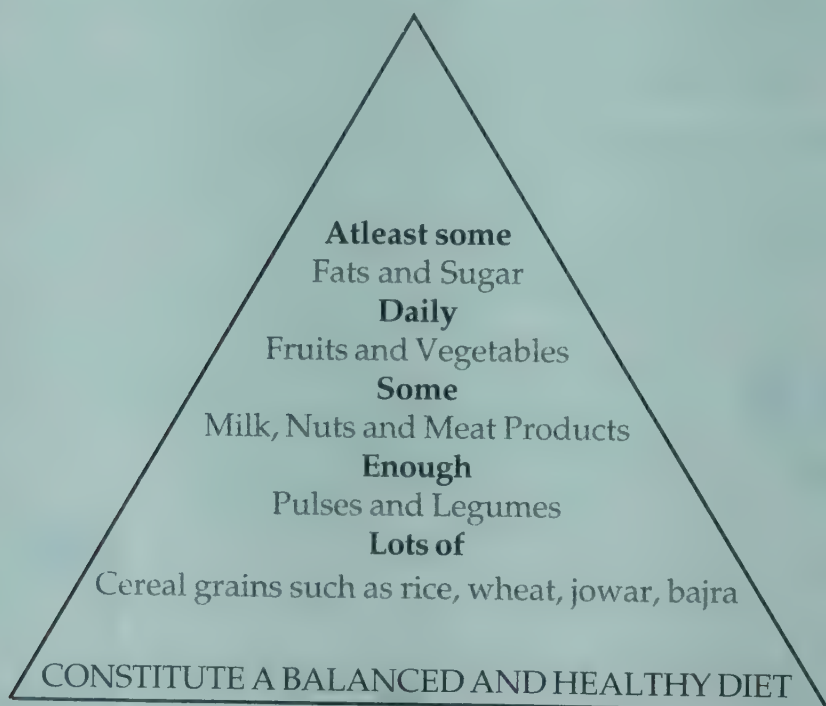 Atleast some
Fats and Sugar
Daily
Fruits and Vegetables
Some
Milk, Nuts and Meat Products
Enough
Pulses and Legumes
Lots of
Cereal grains such as rice, wheat, jowar, bajra
CONSTITUTE A BALANCED AND HEALTHY DIET